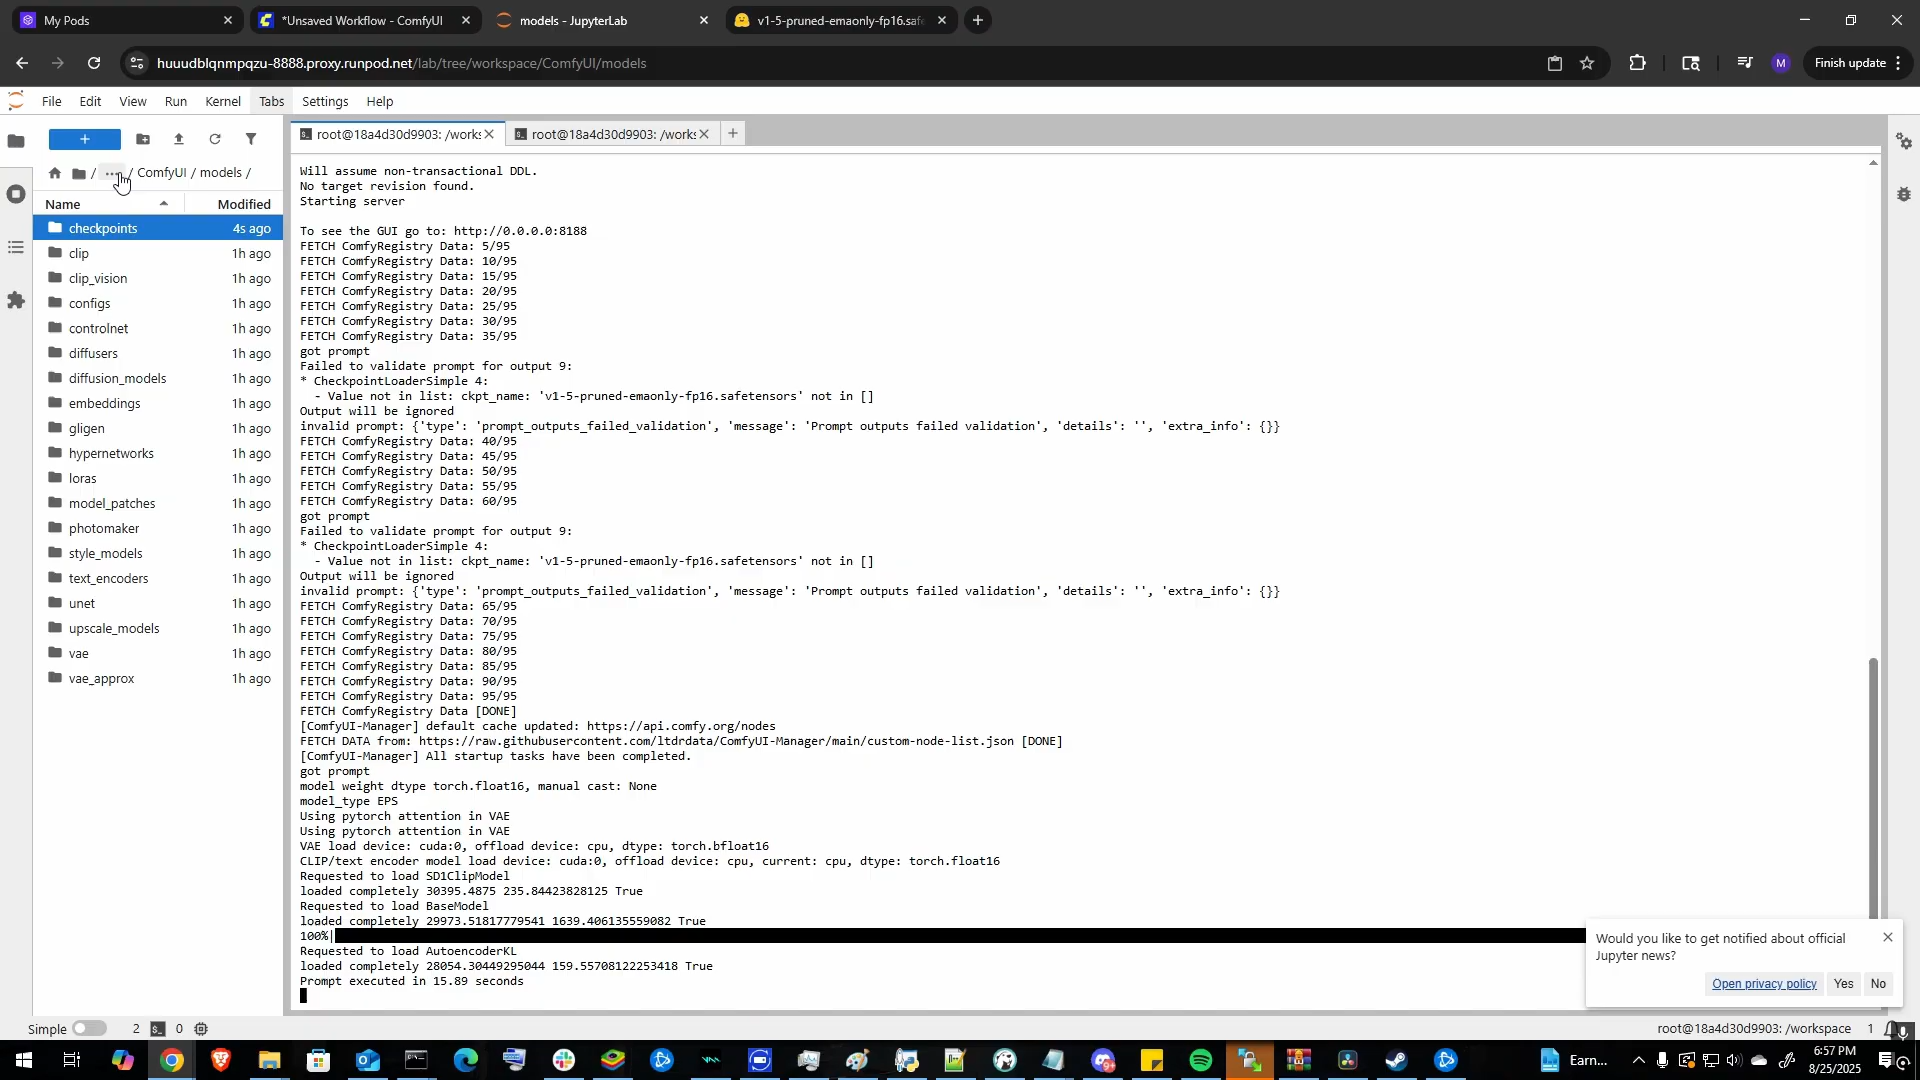 My Pods
*Unsaved Workflow - ComfyUI
models - JupyterLab
v1-5-pruned-emaonly-fp16.safe
huuudblqnmpqzu-8888.proxy.runpod.net/lab/tree/workspace/ComfyUI/models
M
Finish update
File Edit View Run Kernel Tabs Settings Help
root@18a4d30d9903: /works
root@18a4d30d9903: /works
/ ... / ComfyUI / models /
Name Modified
checkpoints 4s ago
clip 1h ago
clip_vision 1h ago
configs 1h ago
controlnet 1h ago
diffusers 1h ago
diffusion_models 1h ago
embeddings 1h ago
gligen 1h ago
hypernetworks 1h ago
loras 1h ago
model_patches 1h ago
photomaker 1h ago
style_models 1h ago
text_encoders 1h ago
unet 1h ago
upscale_models 1h ago
vae 1h ago
vae_approx 1h ago
Will assume non-transactional DDL.
No target revision found.
Starting server
To see the GUI go to: http://0.0.0.0:8188
FETCH ComfyRegistry Data: 5/95
FETCH ComfyRegistry Data: 10/95
FETCH ComfyRegistry Data: 15/95
FETCH ComfyRegistry Data: 20/95
FETCH ComfyRegistry Data: 25/95
FETCH ComfyRegistry Data: 30/95
FETCH ComfyRegistry Data: 35/95
got prompt
Failed to validate prompt for output 9:
* CheckpointLoaderSimple 4:
- Value not in list: ckpt_name: 'v1-5-pruned-emaonly-fp16.safetensors' not in []
Output will be ignored
invalid prompt: {'type': 'prompt_outputs_failed_validation', 'message': 'Prompt outputs failed validation', 'details': '', 'extra_info': {}}
FETCH ComfyRegistry Data: 40/95
FETCH ComfyRegistry Data: 45/95
FETCH ComfyRegistry Data: 50/95
FETCH ComfyRegistry Data: 55/95
FETCH ComfyRegistry Data: 60/95
got prompt
Failed to validate prompt for output 9:
* CheckpointLoaderSimple 4:
- Value not in list: ckpt_name: 'v1-5-pruned-emaonly-fp16.safetensors' not in []
Output will be ignored
invalid prompt: {'type': 'prompt_outputs_failed_validation', 'message': 'Prompt outputs failed validation', 'details': '', 'extra_info': {}}
FETCH ComfyRegistry Data: 65/95
FETCH ComfyRegistry Data: 70/95
FETCH ComfyRegistry Data: 75/95
FETCH ComfyRegistry Data: 80/95
FETCH ComfyRegistry Data: 85/95
FETCH ComfyRegistry Data: 90/95
FETCH ComfyRegistry Data: 95/95
FETCH ComfyRegistry Data [DONE]
[ComfyUI-Manager] default cache updated: https://api.comfy.org/nodes
FETCH DATA from: https://raw.githubusercontent.com/ltdrdata/ComfyUI-Manager/main/custom-node-list.json [DONE]
[ComfyUI-Manager] All startup tasks have been completed.
got prompt
model weight dtype torch.float16, manual cast: None
model_type EPS
Using pytorch attention in VAE
Using pytorch attention in VAE
VAE load device: cuda:0, offload device: cpu, dtype: torch.bfloat16
CLIP/text encoder model load device: cuda:0, offload device: cpu, current: cpu, dtype: torch.float16
Requested to load SD1ClipModel
loaded completely 30395.4875 235.84423828125 True
Requested to load BaseModel
loaded completely 29973.51817779541 1639.406135559082 True
100%|
Requested to load AutoencoderKL
loaded completely 28054.30449295044 159.55708122253418 True
Prompt executed in 15.89 seconds
Would you like to get notified about official
Jupyter news?
Open privacy policy Yes No
Simple 2 0
root@18a4d30d9903: /workspace 1
Earn...
6:57 PM
8/25/2025